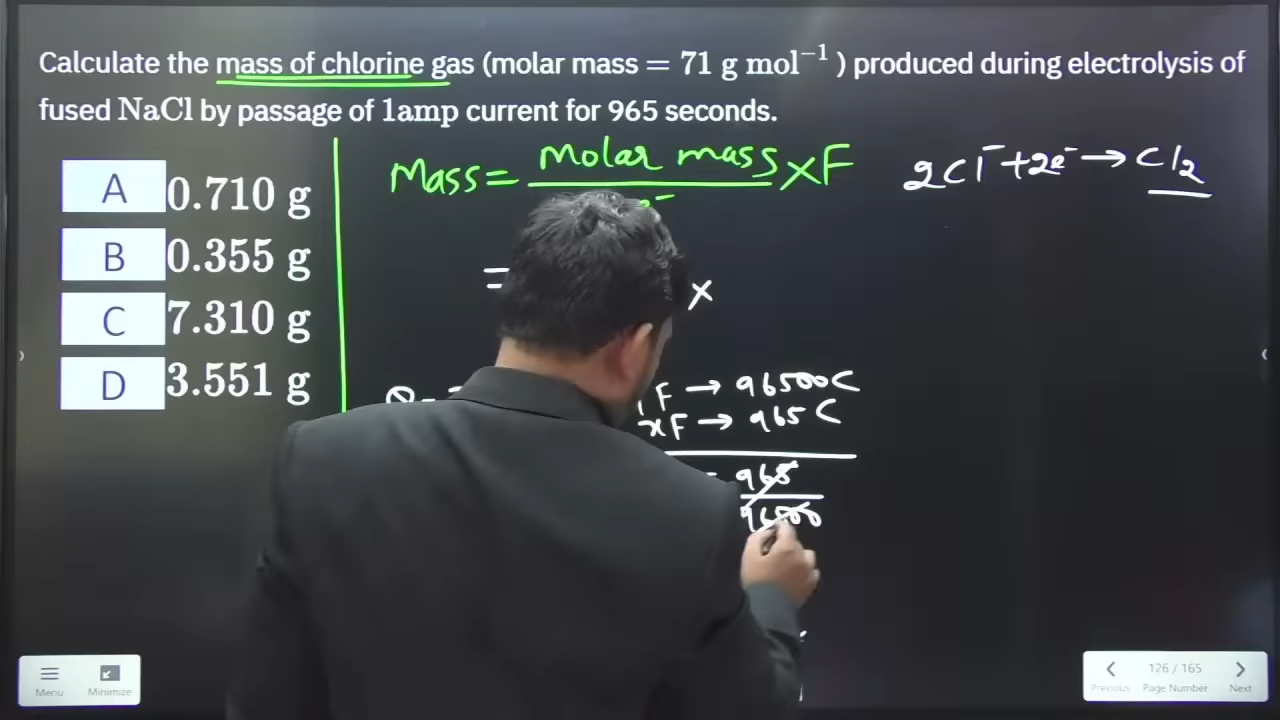 Calculate the mass of chlorine gas (molar mass = 71 g mol⁻¹ ) produced during electrolysis of
fused NaCl by passage of 1amp current for 965 seconds.
A 0.710 g
B 0.355 g
C 7.310 g
D 3.551 g
Mass = Molar mass × F
e⁻
2Cl⁻ + 2e⁻ → Cl₂
= ×
F → 96500C
xF → 965 C
965
96500
Menu
Minimize
126 / 165
Previous Page Number Next